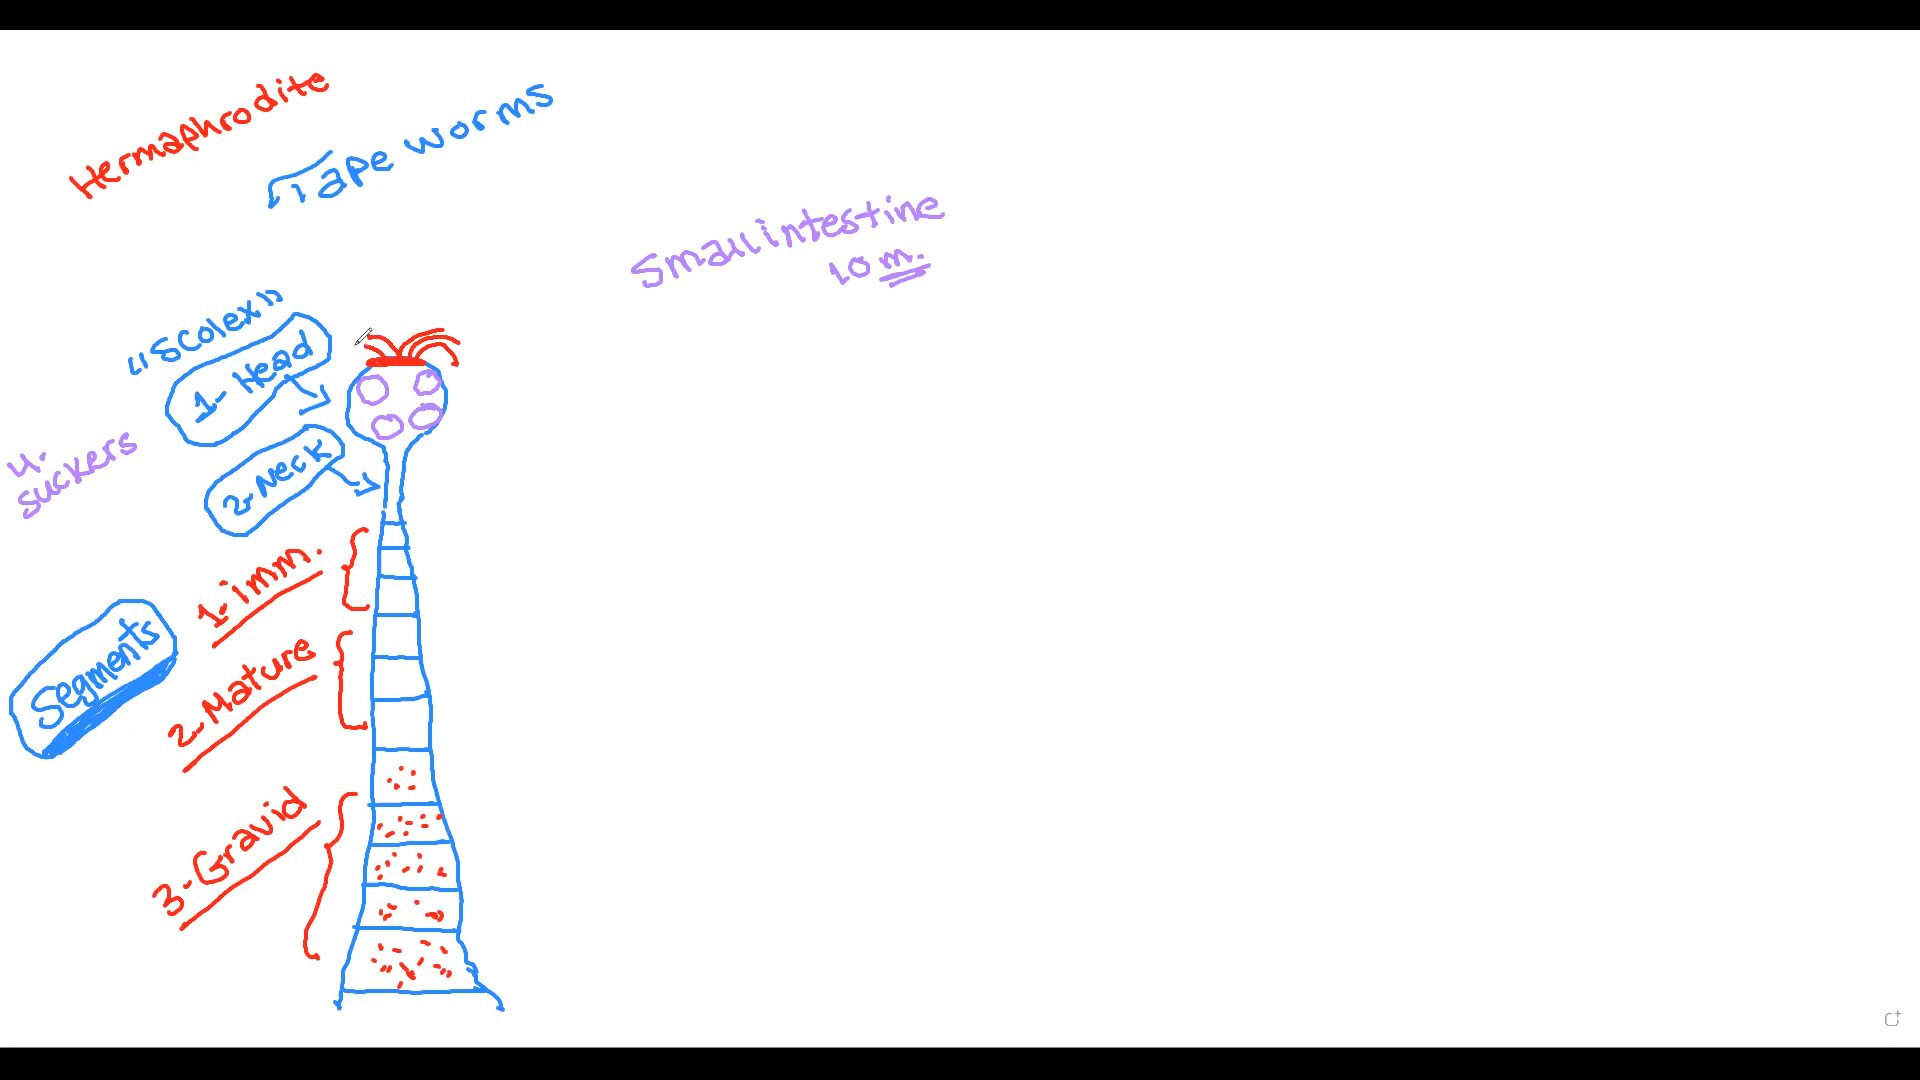 Hermaphrodite
Tape worms
Small intestine
10 m.
"Scolex"
1- Head
4.
suckers
2- Neck
1- imm.
Segments
2- Mature
3- Gravid